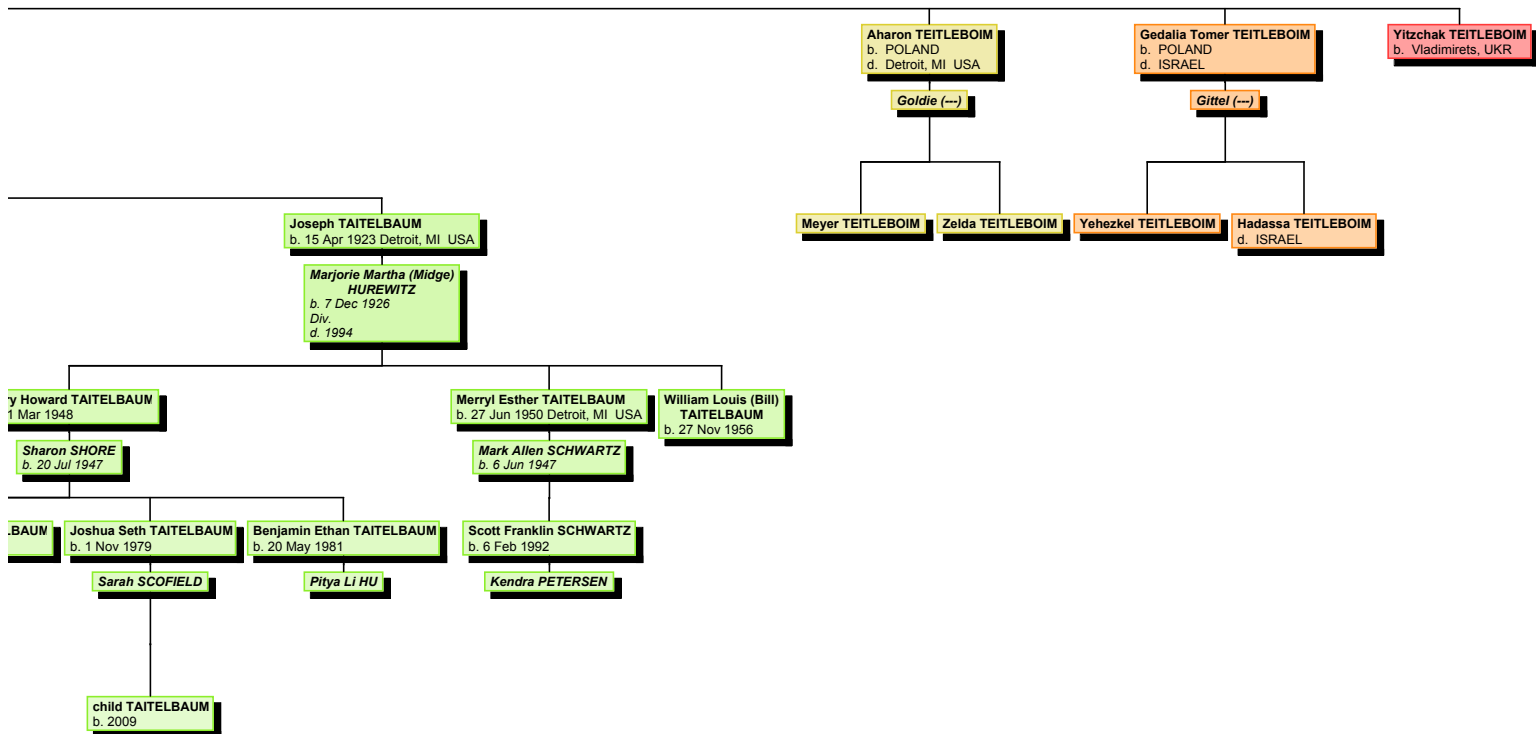 Aharon TEITLEBOIM
b. POLAND
d. Detroit, MI USA
Gedalia Tomer TEITLEBOIM
b. POLAND
d. ISRAEL
Yitzchak TEITLEBOIM
b. Vladimirets, UKR
Goldie (---)
Gittel (---)
Joseph TAITELBAUM
b. 15 Apr 1923 Detroit, MI USA
Meyer TEITLEBOIM
Zelda TEITLEBOIM
Yehezkel TEITLEBOIM
Hadassa TEITLEBOIM
d. ISRAEL
Marjorie Martha (Midge)
HUREWITZ
b. 7 Dec 1926
Div.
d. 1994
y Howard TAITELBAUM
1 Mar 1948
Merryl Esther TAITELBAUM
b. 27 Jun 1950 Detroit, MI USA
William Louis (Bill)
TAITELBAUM
b. 27 Nov 1956
Sharon SHORE
b. 20 Jul 1947
Mark Allen SCHWARTZ
b. 6 Jun 1947
LBAUM
Joshua Seth TAITELBAUM
b. 1 Nov 1979
Benjamin Ethan TAITELBAUM
b. 20 May 1981
Scott Franklin SCHWARTZ
b. 6 Feb 1992
Sarah SCOFIELD
Pitya Li HU
Kendra PETERSEN
child TAITELBAUM
b. 2009